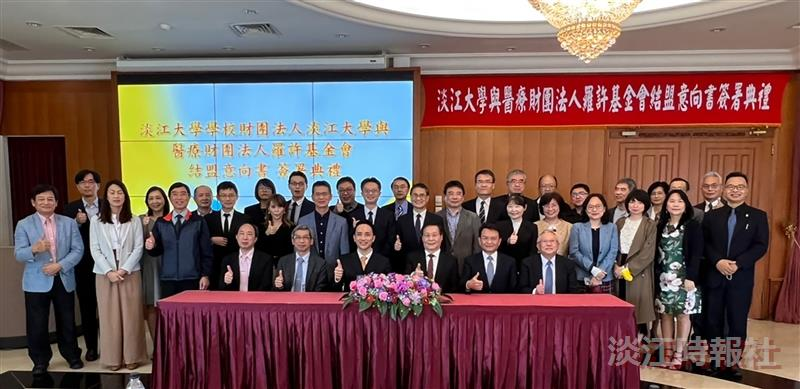 淡江大學學校財團法人淡江大學與
醫療財團法人羅許基金會
結盟意向書 簽署典禮
淡江大學與醫療財團法人羅許基金會結盟意向書簽署典禮
淡江時報社